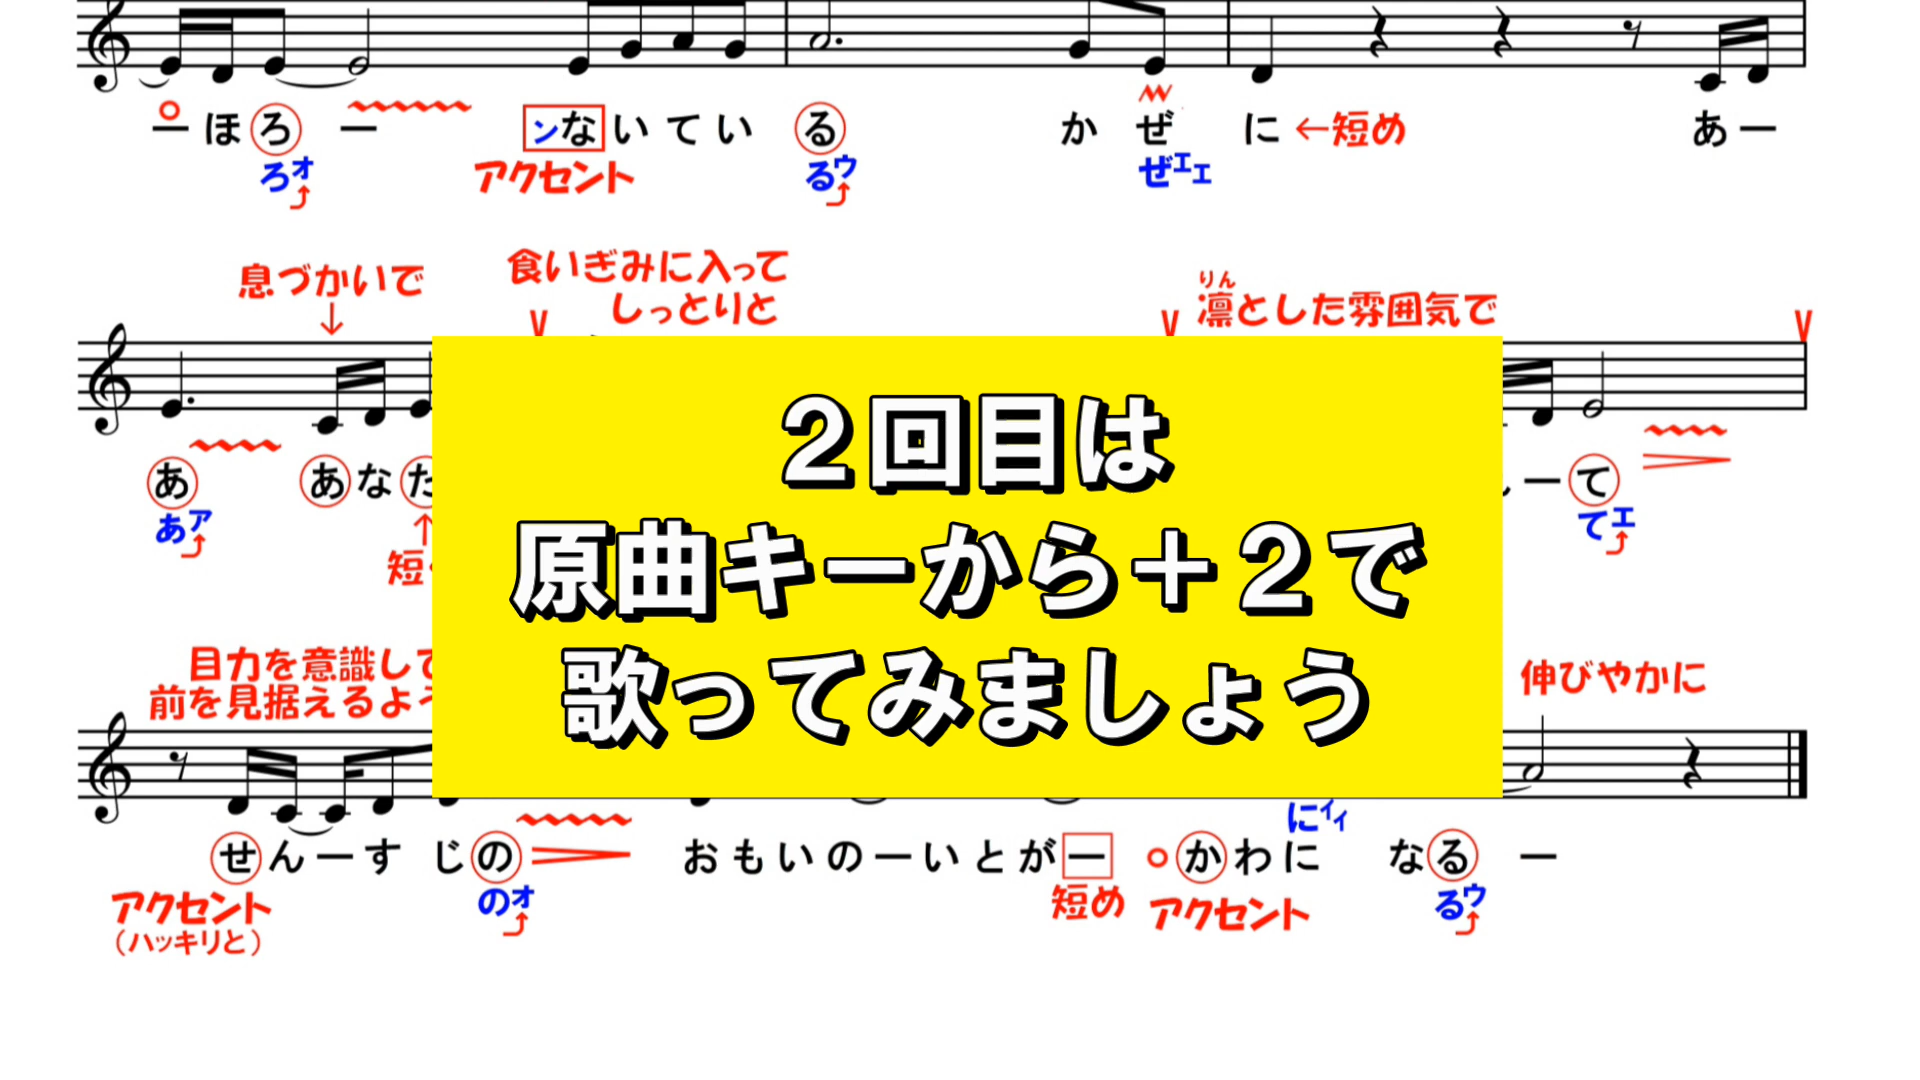 ーほろー ンないている かぜ に ←短め あー
ろオ アクセント るウ ぜエエ
息づかいで 食いぎみに入って
しっとりと
りん
凛とした雰囲気で
あ あなた ーて
あア 短 てエ
目力を意識して
前を見据えるよう
伸びやかに
２回目は
原曲キーから＋２で
歌ってみましょう
にイィ
せんーす じの おもいのーいとがー かわに なる ー
アクセント のオ 短め アクセント るウ
（ハッキリと）